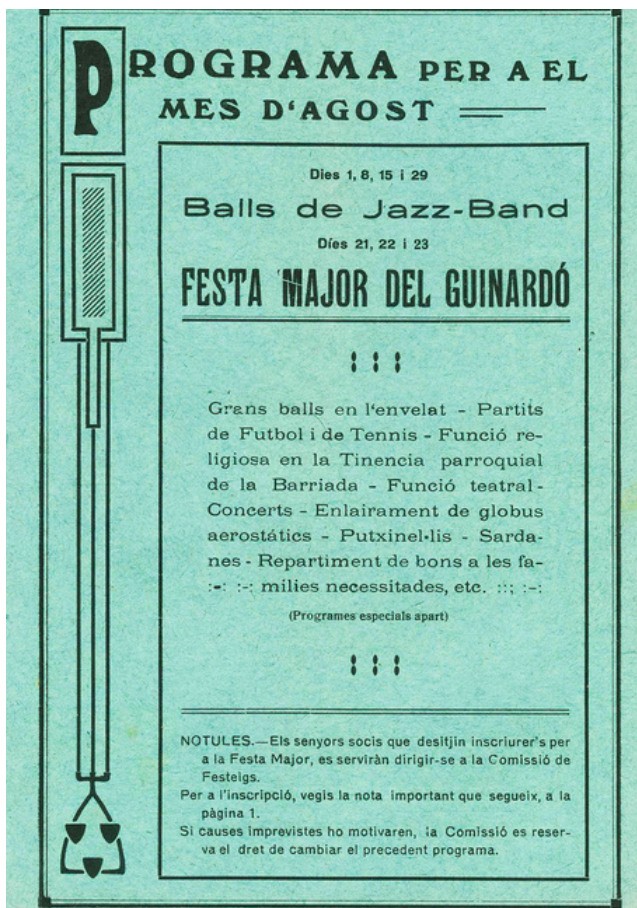 PROGRAMA PER A EL
MES D'AGOST
Dies 1, 8, 15 i 29
Balls de Jazz-Band
Díes 21, 22 i 23
FESTA MAJOR DEL GUINARDÓ
Grans balls en l'envelat - Partits
de Futbol i de Tennis - Funció re-
ligiosa en la Tinencia parroquial
de la Barriada - Funció teatral -
Concerts - Enlairament de globus
aerostátics - Putxinel·lis - Sarda-
nes - Repartiment de bons a les fa-
:-: :-: milies necessitades, etc. ::; :-:
(Programes especials apart)
NOTULES.—Els senyors socis que desitjin inscriurer's per
a la Festa Major, es serviràn dirigir-se a la Comissió de
Festeigs.
Per a l'inscripció, vegis la nota important que segueix, a la
pàgina 1.
Si causes imprevistes ho motivaren, la Comissió es reser-
va el dret de cambiar el precedent programa.